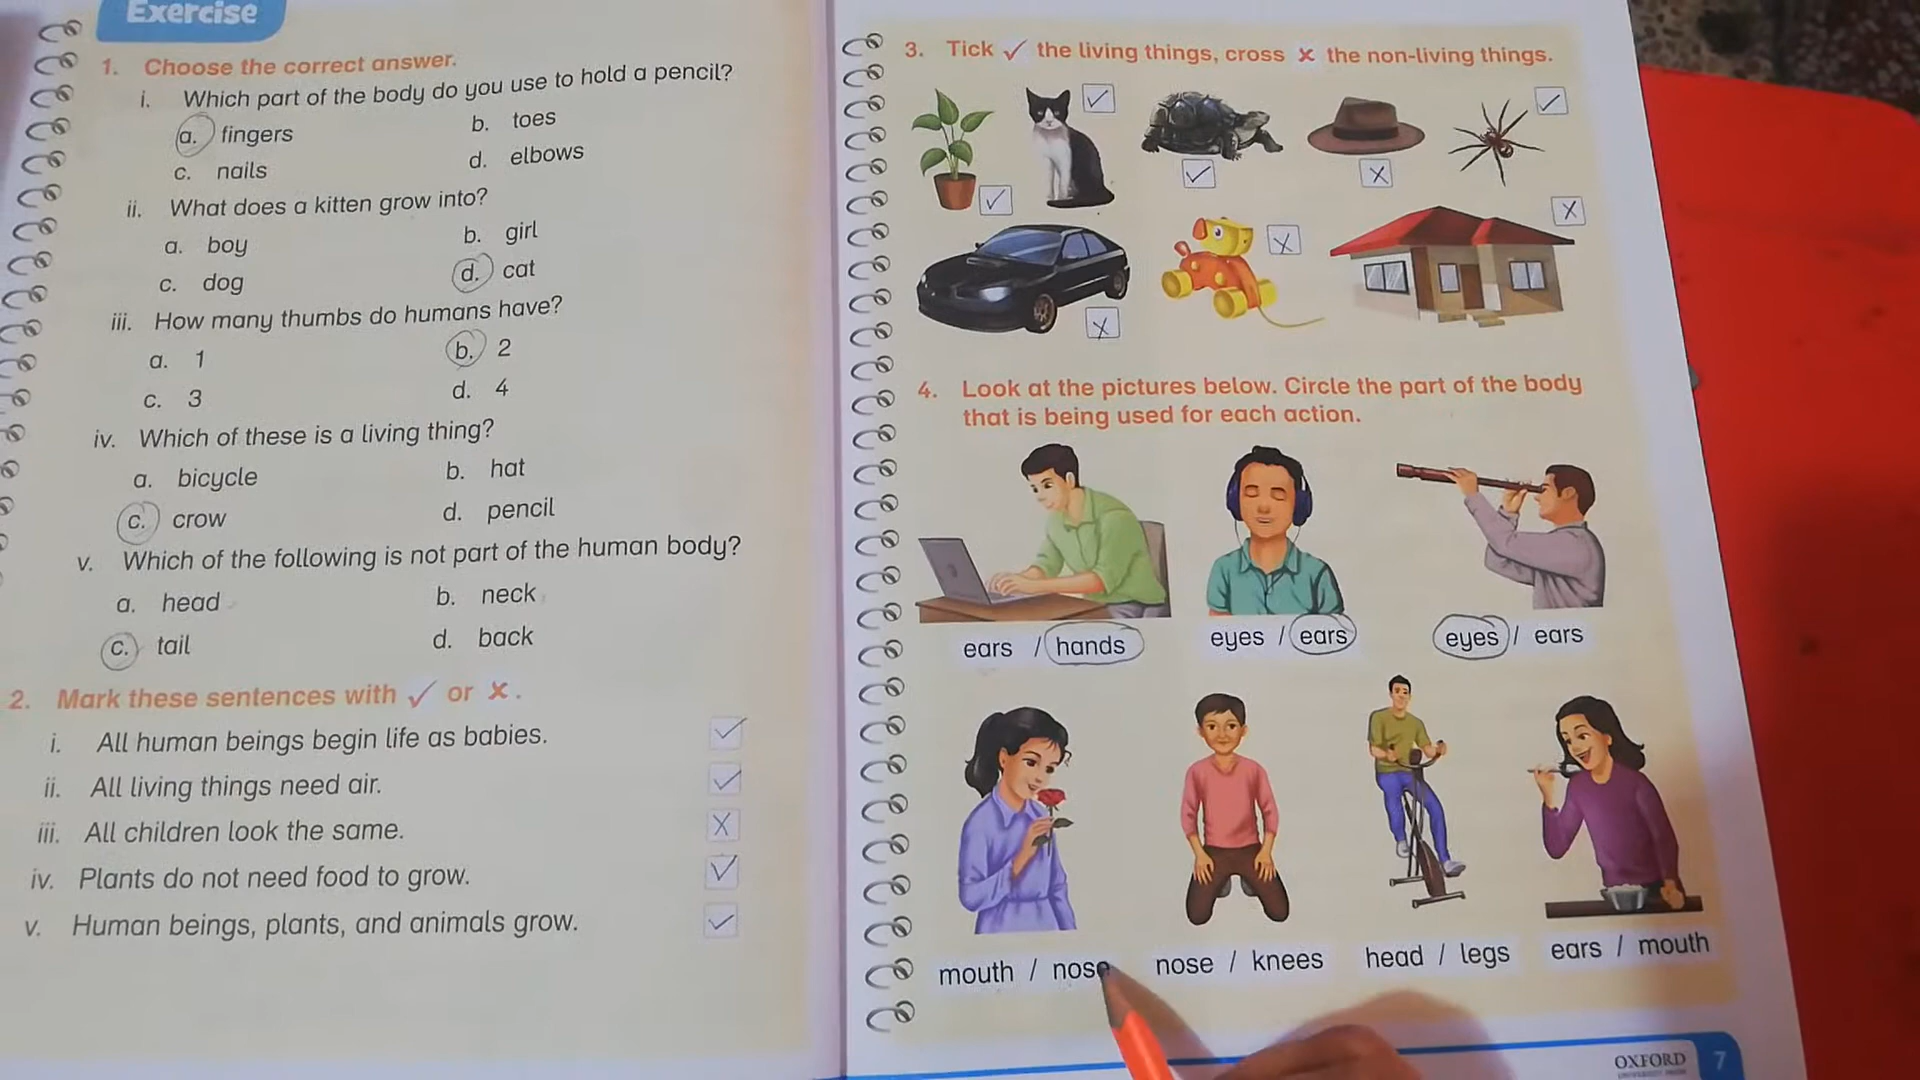 Exercise
1. Choose the correct answer.
i. Which part of the body do you use to hold a pencil?
a. fingers b. toes
c. nails d. elbows
ii. What does a kitten grow into?
a. boy b. girl
c. dog d. cat
iii. How many thumbs do humans have?
a. 1 b. 2
c. 3 d. 4
iv. Which of these is a living thing?
a. bicycle b. hat
c. crow d. pencil
v. Which of the following is not part of the human body?
a. head b. neck
c. tail d. back
2. Mark these sentences with ✓ or ✗.
i. All human beings begin life as babies. ✓
ii. All living things need air. ✓
iii. All children look the same. ✗
iv. Plants do not need food to grow. ✓
v. Human beings, plants, and animals grow. ✓
3. Tick ✓ the living things, cross ✗ the non-living things.
4. Look at the pictures below. Circle the part of the body
that is being used for each action.
ears / hands eyes / ears eyes / ears
mouth / nose nose / knees head / legs ears / mouth
OXFORD 7